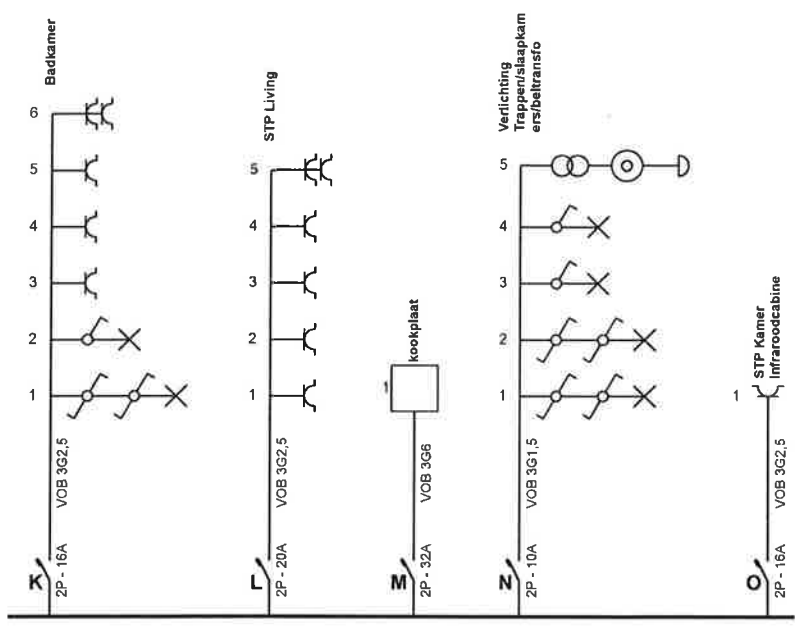 Badkamer
6
5
4
3
2
1
VOB 3G2,5
K
2P - 16A
STP Living
5
4
3
2
1
VOB 3G2,5
L
2P - 20A
kookplaat
1
VOB 3G6
M
2P - 32A
Verlichting
Trappen/slaapkam
ers/beltransfo
5
4
3
2
1
VOB 3G1,5
N
2P - 10A
STP Kamer
Infraroodcabine
1
VOB 3G2,5
O
2P - 16A